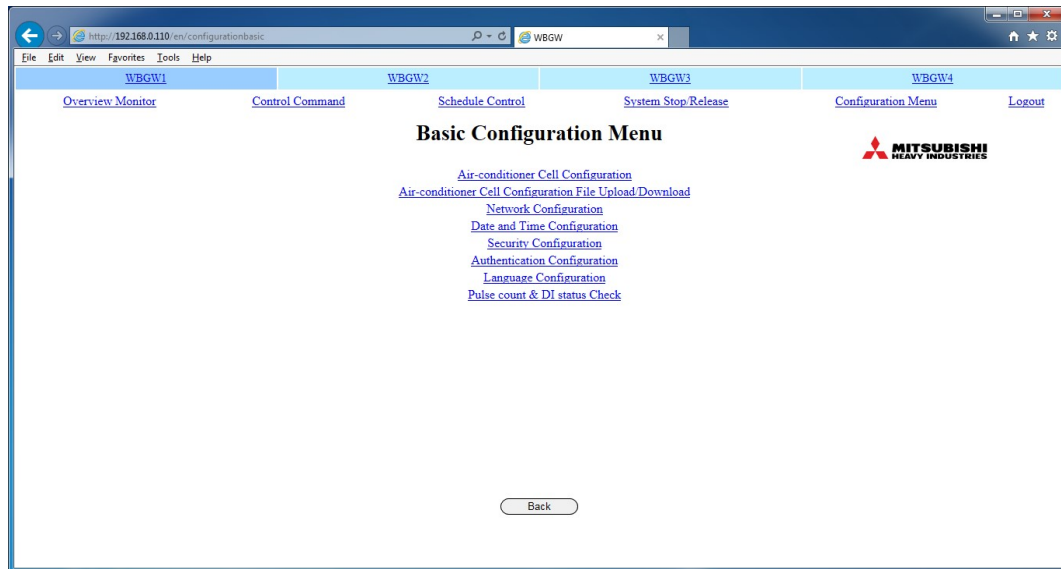 http://192.168.0.110/en/configurationbasic
WBGW
File Edit View Favorites Tools Help
WBGW1 WBGW2 WBGW3 WBGW4
Overview Monitor Control Command Schedule Control System Stop/Release Configuration Menu Logout
Basic Configuration Menu
MITSUBISHI
HEAVY INDUSTRIES
Air-conditioner Cell Configuration
Air-conditioner Cell Configuration File Upload/Download
Network Configuration
Date and Time Configuration
Security Configuration
Authentication Configuration
Language Configuration
Pulse count & DI status Check
Back